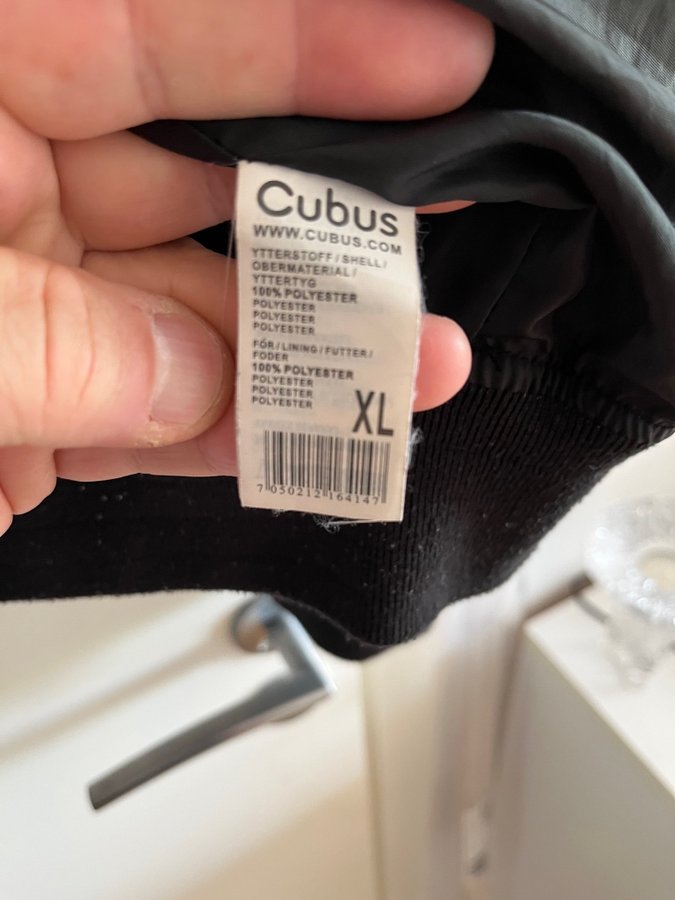 Cubus
WWW.CUBUS.COM
YTTERSTOFF/SHELL/
OBERMATERIAL/
YTTERTYG
100% POLYESTER
POLYESTER
POLYESTER
POLYESTER
FÖR/LINING/FUTTER/
FODER
100% POLYESTER
POLYESTER
POLYESTER
POLYESTER
XL
7 050212 164147